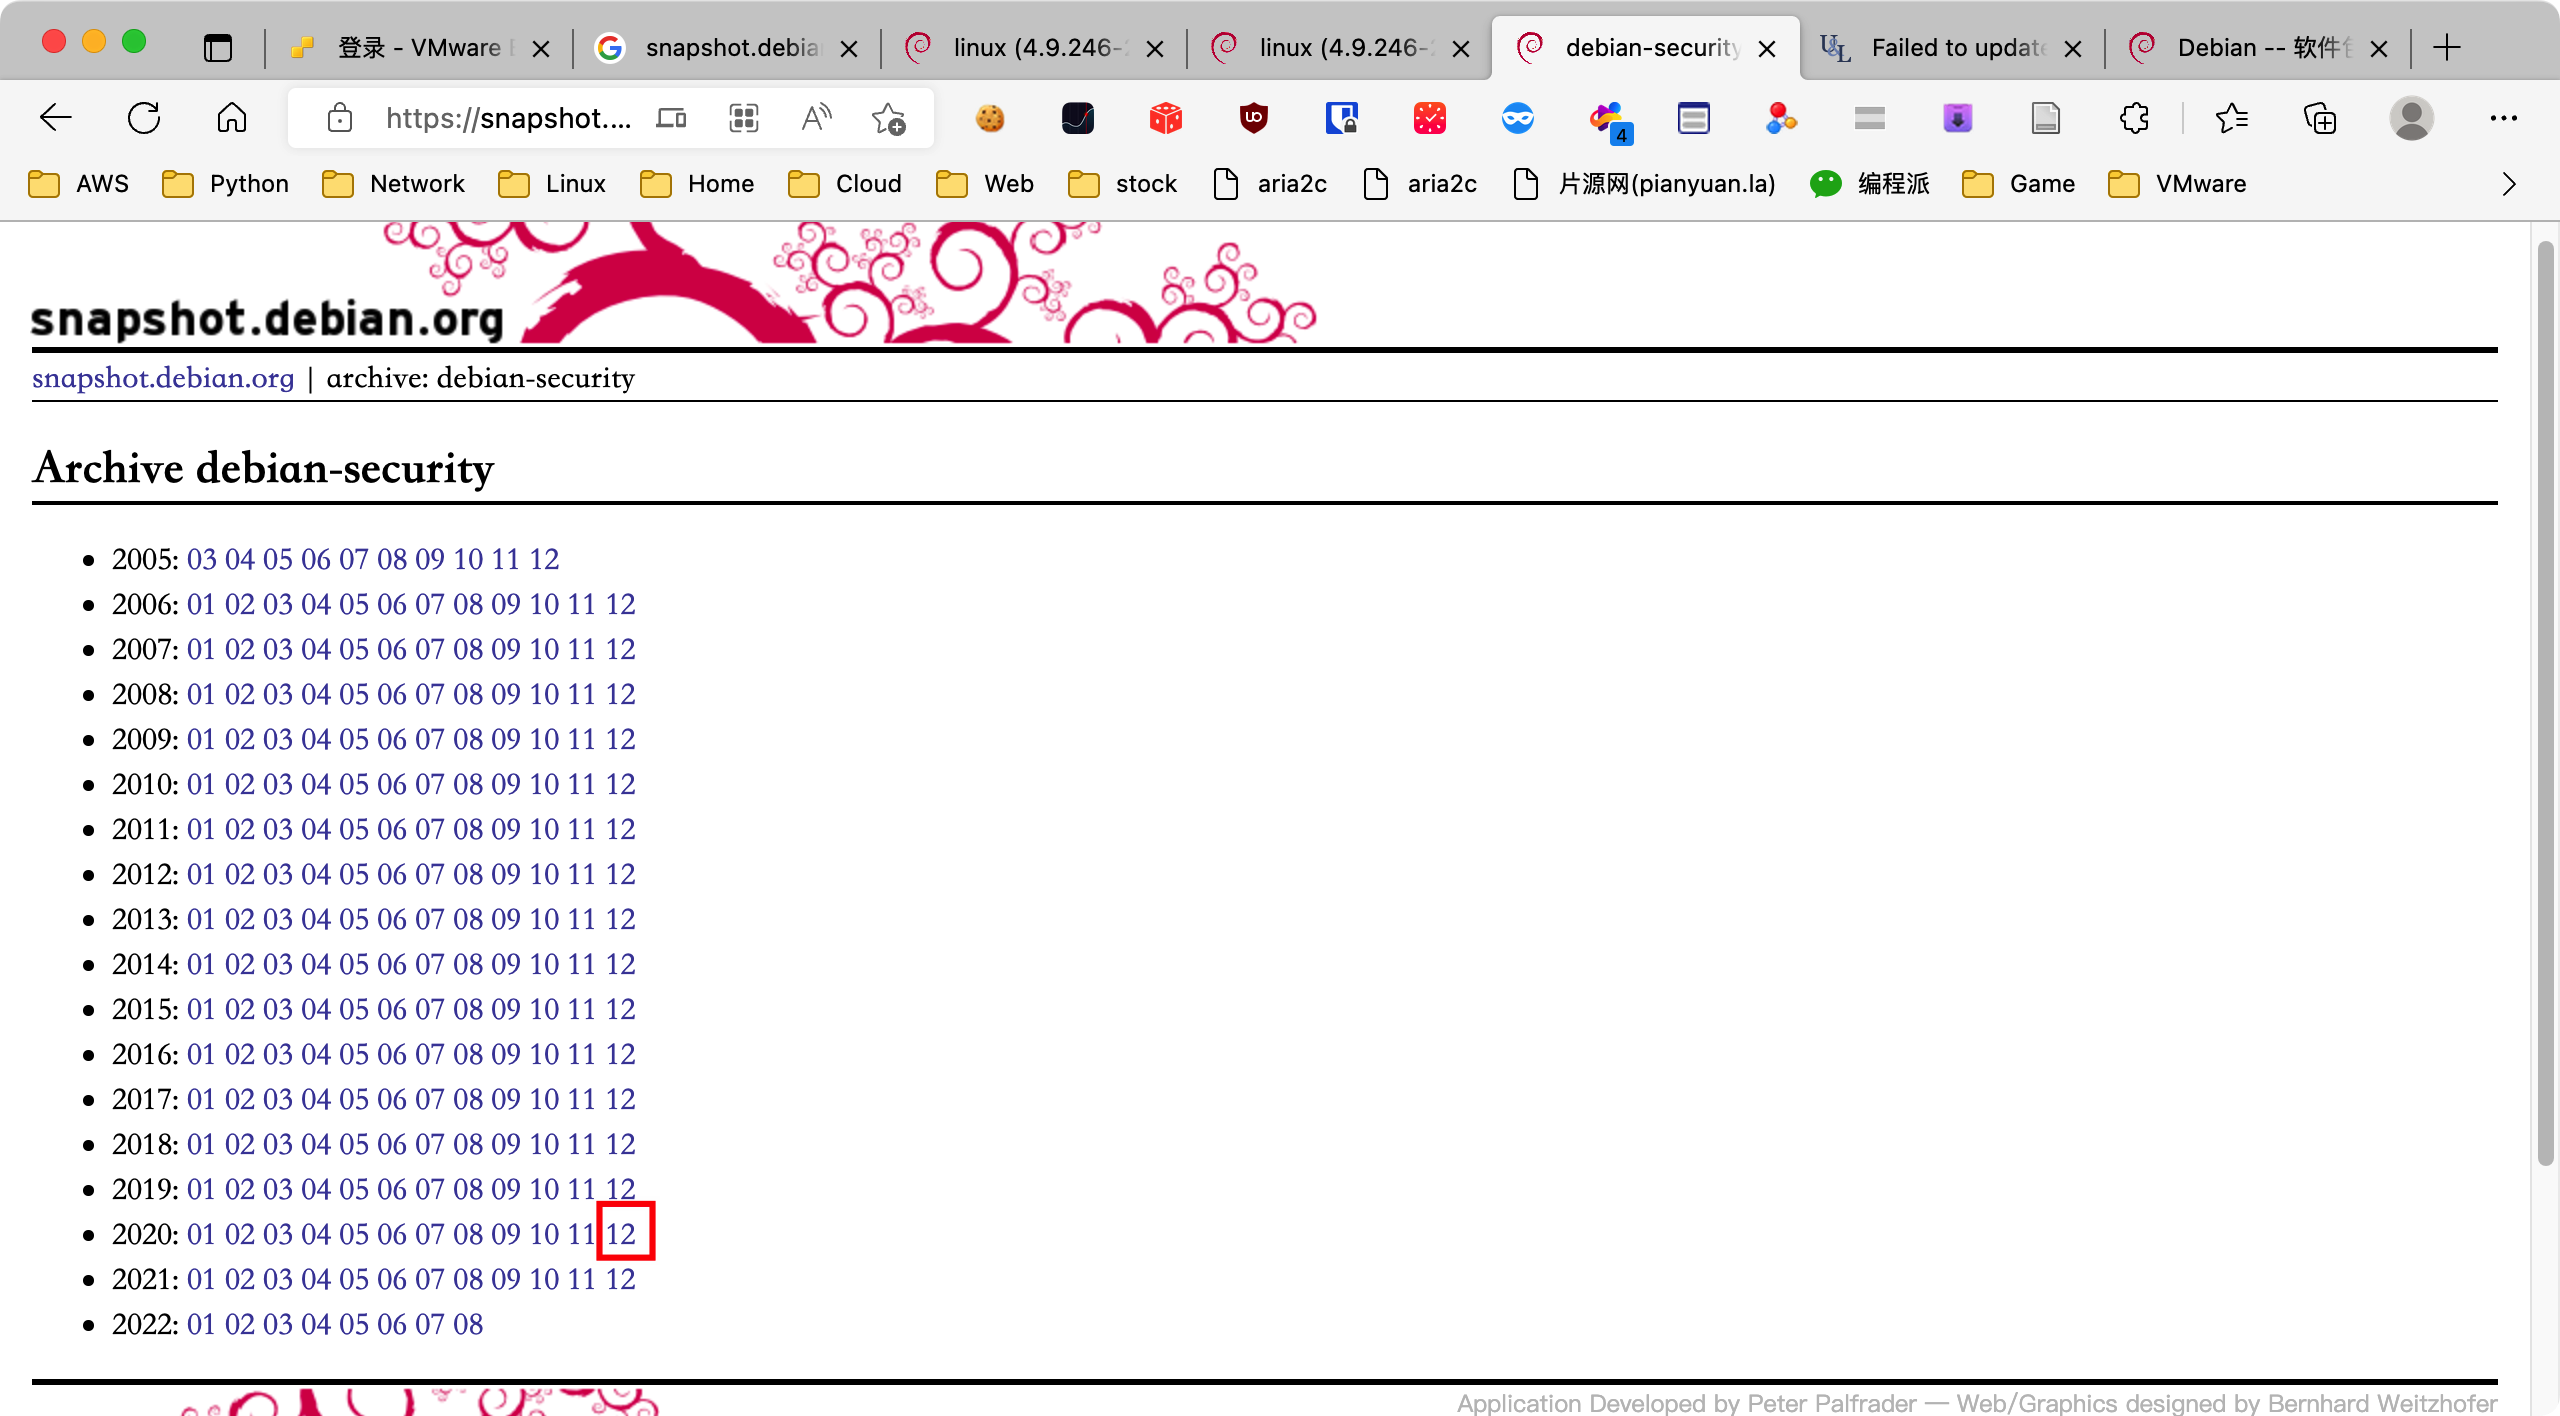 登录 - VMware
snapshot.debia
linux (4.9.246-
linux (4.9.246-
debian-security
Failed to update
Debian -- 软件
https://snapshot....
4
AWS
Python
Network
Linux
Home
Cloud
Web
stock
aria2c
aria2c
片源网(pianyuan.la)
编程派
Game
VMware
snapshot.debian.org
snapshot.debian.org | archive: debian-security
Archive debian-security
2005: 03 04 05 06 07 08 09 10 11 12
2006: 01 02 03 04 05 06 07 08 09 10 11 12
2007: 01 02 03 04 05 06 07 08 09 10 11 12
2008: 01 02 03 04 05 06 07 08 09 10 11 12
2009: 01 02 03 04 05 06 07 08 09 10 11 12
2010: 01 02 03 04 05 06 07 08 09 10 11 12
2011: 01 02 03 04 05 06 07 08 09 10 11 12
2012: 01 02 03 04 05 06 07 08 09 10 11 12
2013: 01 02 03 04 05 06 07 08 09 10 11 12
2014: 01 02 03 04 05 06 07 08 09 10 11 12
2015: 01 02 03 04 05 06 07 08 09 10 11 12
2016: 01 02 03 04 05 06 07 08 09 10 11 12
2017: 01 02 03 04 05 06 07 08 09 10 11 12
2018: 01 02 03 04 05 06 07 08 09 10 11 12
2019: 01 02 03 04 05 06 07 08 09 10 11 12
2020: 01 02 03 04 05 06 07 08 09 10 11 12
2021: 01 02 03 04 05 06 07 08 09 10 11 12
2022: 01 02 03 04 05 06 07 08
Application Developed by Peter Palfrader — Web/Graphics designed by Bernhard Weitzhofer